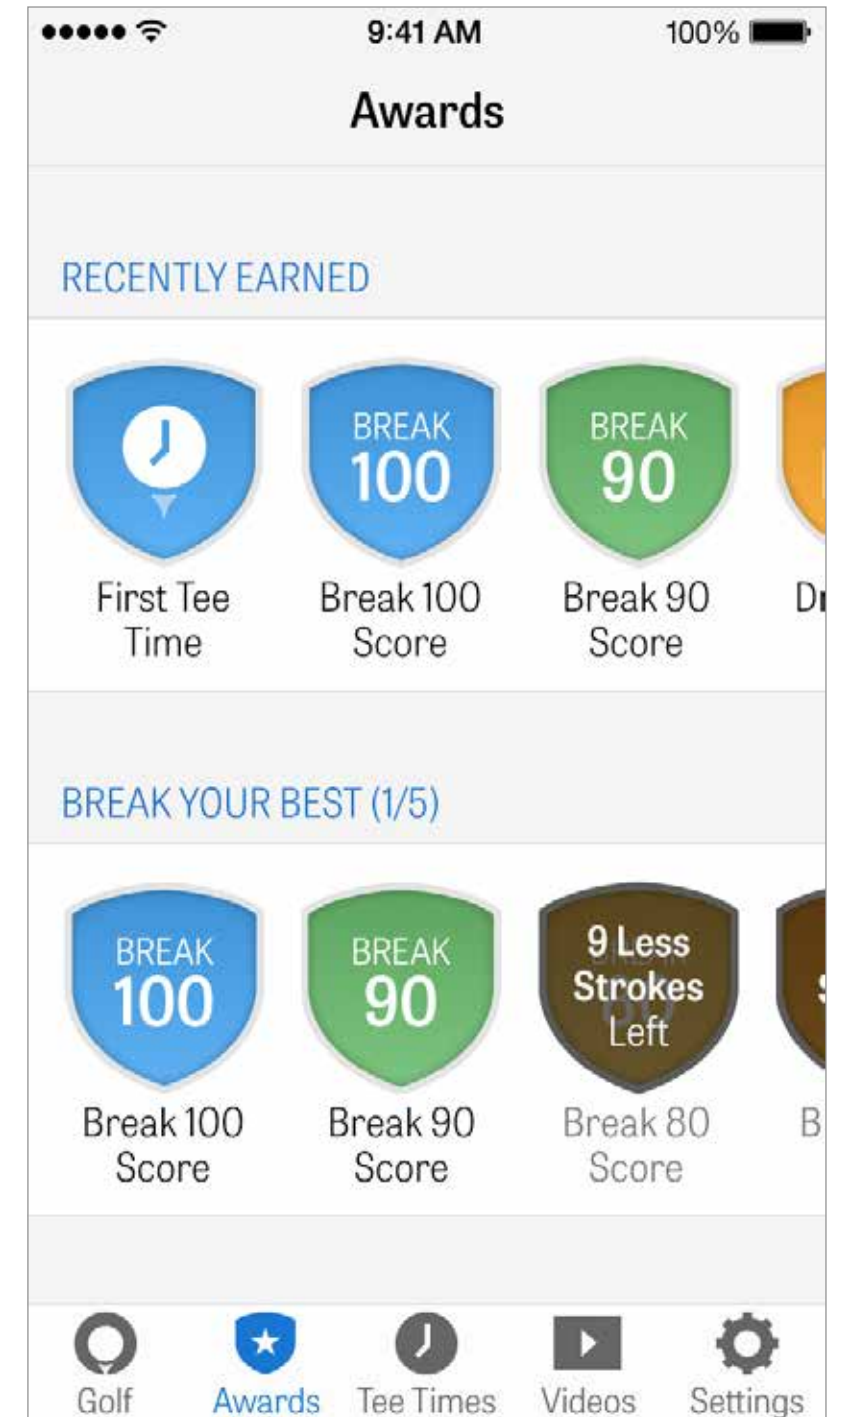 9:41 AM 100%
Awards
RECENTLY EARNED
BREAK
100
BREAK
90
First Tee
Time
Break 100
Score
Break 90
Score
BREAK YOUR BEST (1/5)
BREAK
100
BREAK
90
9 Less
Strokes
Left
Break 100
Score
Break 90
Score
Break 80
Score
Golf Awards Tee Times Videos Settings